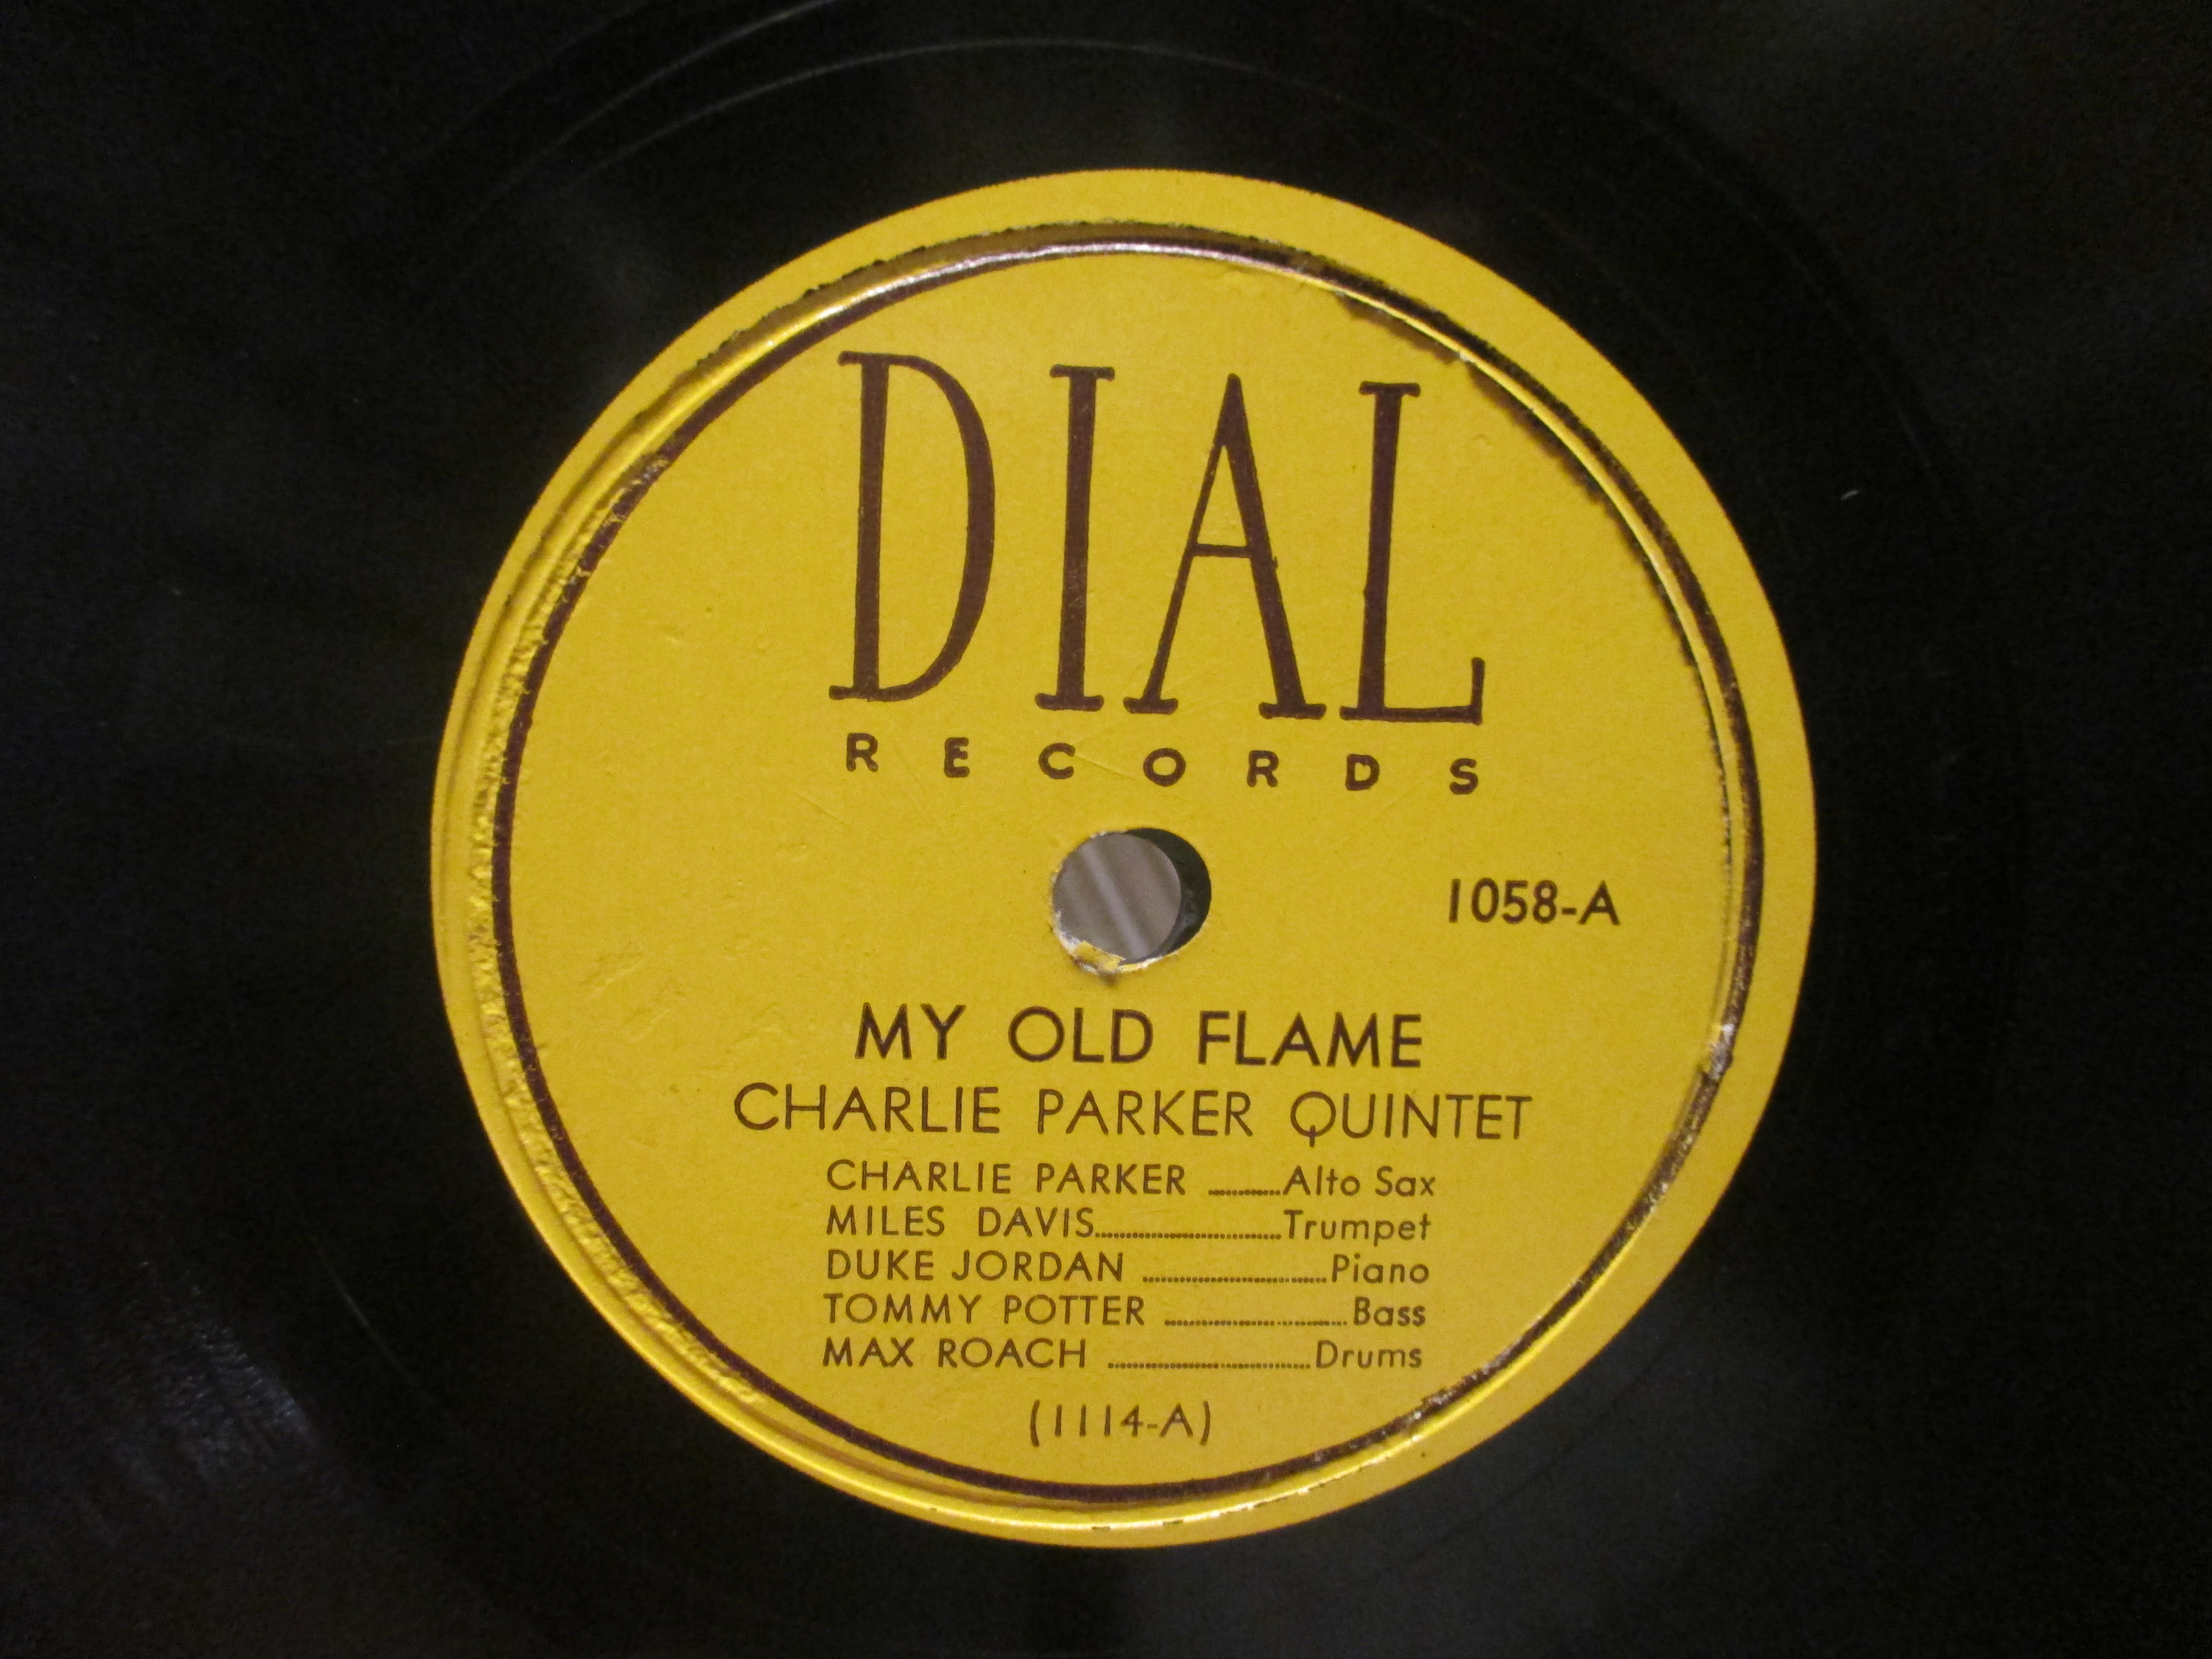 DIAL
RECORDS
1058-A
MY OLD FLAME
CHARLIE PARKER QUINTET
CHARLIE PARKER ..........Alto Sax
MILES DAVIS..........................Trumpet
DUKE JORDAN ..........................Piano
TOMMY POTTER ..........................Bass
MAX ROACH ............................Drums
(1114-A)